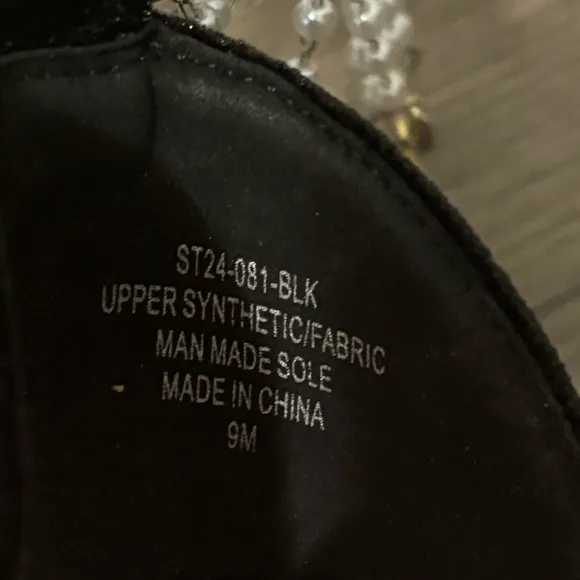 ST24-081-BLK
UPPER SYNTHETIC/FABRIC
MAN MADE SOLE
MADE IN CHINA
9M